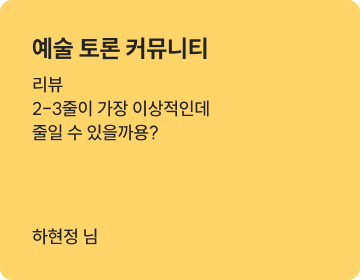 예술 토론 커뮤니티
리뷰
2-3줄이 가장 이상적인데
줄일 수 있을까용?
하현정 님